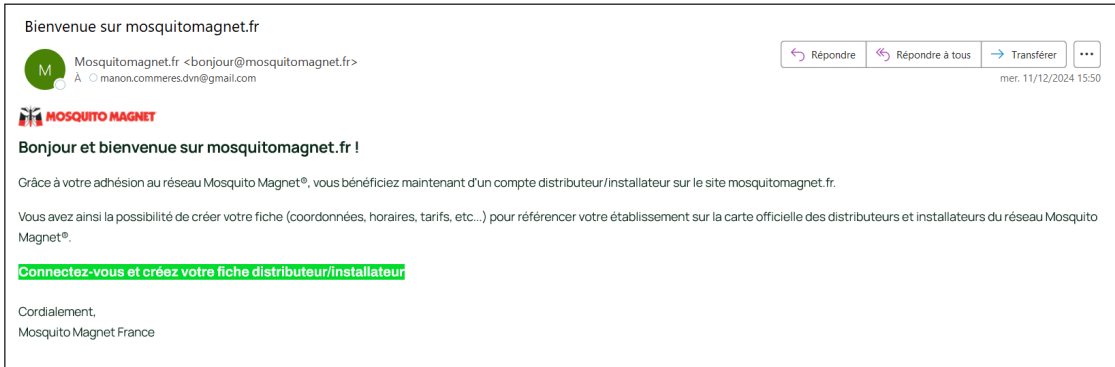 Bienvenue sur mosquitomagnet.fr
M
Mosquitomagnet.fr <bonjour@mosquitomagnet.fr>
À manon.commeres.dvn@gmail.com
Répondre
Répondre à tous
Transférer
mer. 11/12/2024 15:50
MOSQUITO MAGNET
Bonjour et bienvenue sur mosquitomagnet.fr !
Grâce à votre adhésion au réseau Mosquito Magnet®, vous bénéficiez maintenant d'un compte distributeur/installateur sur le site mosquitomagnet.fr.
Vous avez ainsi la possibilité de créer votre fiche (coordonnées, horaires, tarifs, etc...) pour référencer votre établissement sur la carte officielle des distributeurs et installateurs du réseau Mosquito
Magnet®.
Connectez-vous et créez votre fiche distributeur/installateur
Cordialement,
Mosquito Magnet France